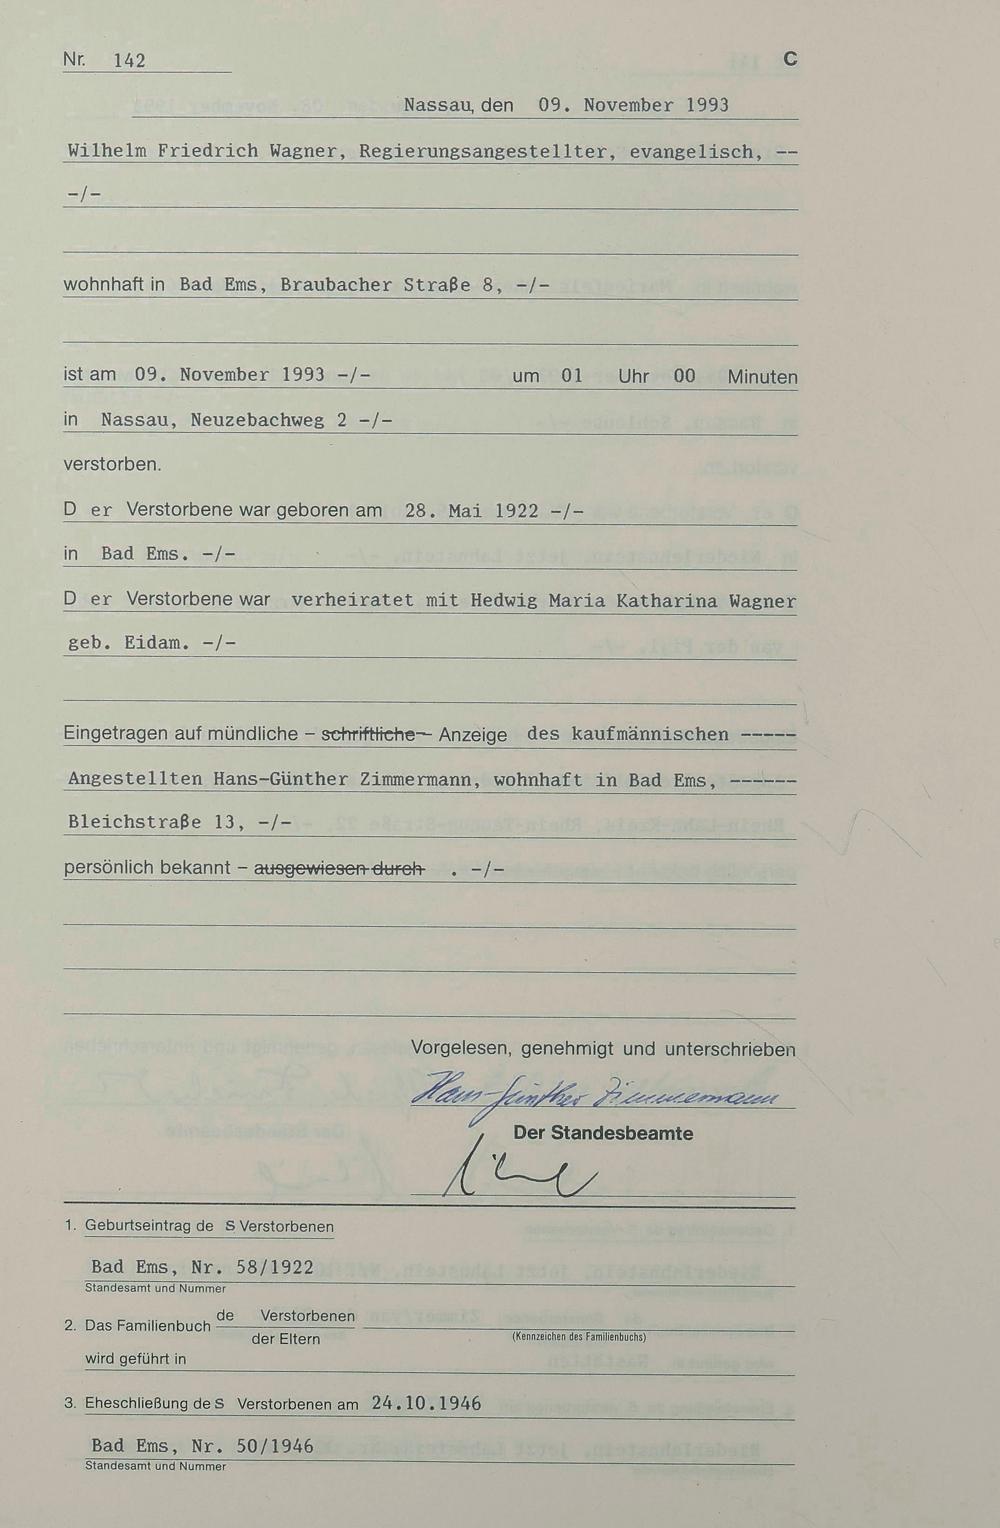 Nr. 142 C
Nassau, den 09. November 1993
Wilhelm Friedrich Wagner, Regierungsangestellter, evangelisch, --
-/-
wohnhaft in Bad Ems, Braubacher Straße 8, -/-
ist am 09. November 1993 -/- um 01 Uhr 00 Minuten
in Nassau, Neuzebachweg 2 -/-
verstorben.
D er Verstorbene war geboren am 28. Mai 1922 -/-
in Bad Ems. -/-
D er Verstorbene war verheiratet mit Hedwig Maria Katharina Wagner
geb. Eidam. -/-
Eingetragen auf mündliche – schriftliche – Anzeige des kaufmännischen -----
Angestellten Hans-Günther Zimmermann, wohnhaft in Bad Ems, ------
Bleichstraße 13, -/-
persönlich bekannt – ausgewiesen durch . -/-
Vorgelesen, genehmigt und unterschrieben
Hans-Günther Zimmermann
Der Standesbeamte
1. Geburtseintrag de s Verstorbenen
Bad Ems, Nr. 58/1922
Standesamt und Nummer
2. Das Familienbuch de Verstorbenen
der Eltern
(Kennzeichen des Familienbuchs)
wird geführt in
3. Eheschließung de s Verstorbenen am 24.10.1946
Bad Ems, Nr. 50/1946
Standesamt und Nummer